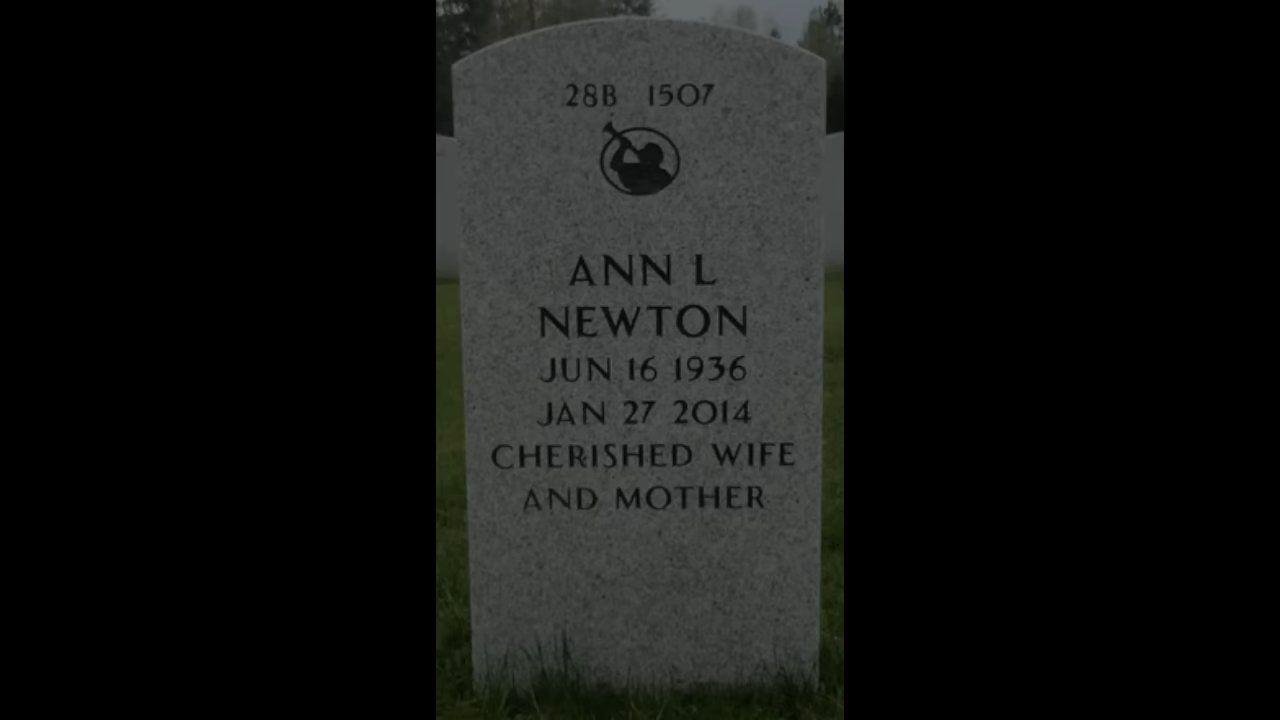 28B 1507
ANN L
NEWTON
JUN 16 1936
JAN 27 2014
CHERISHED WIFE
AND MOTHER